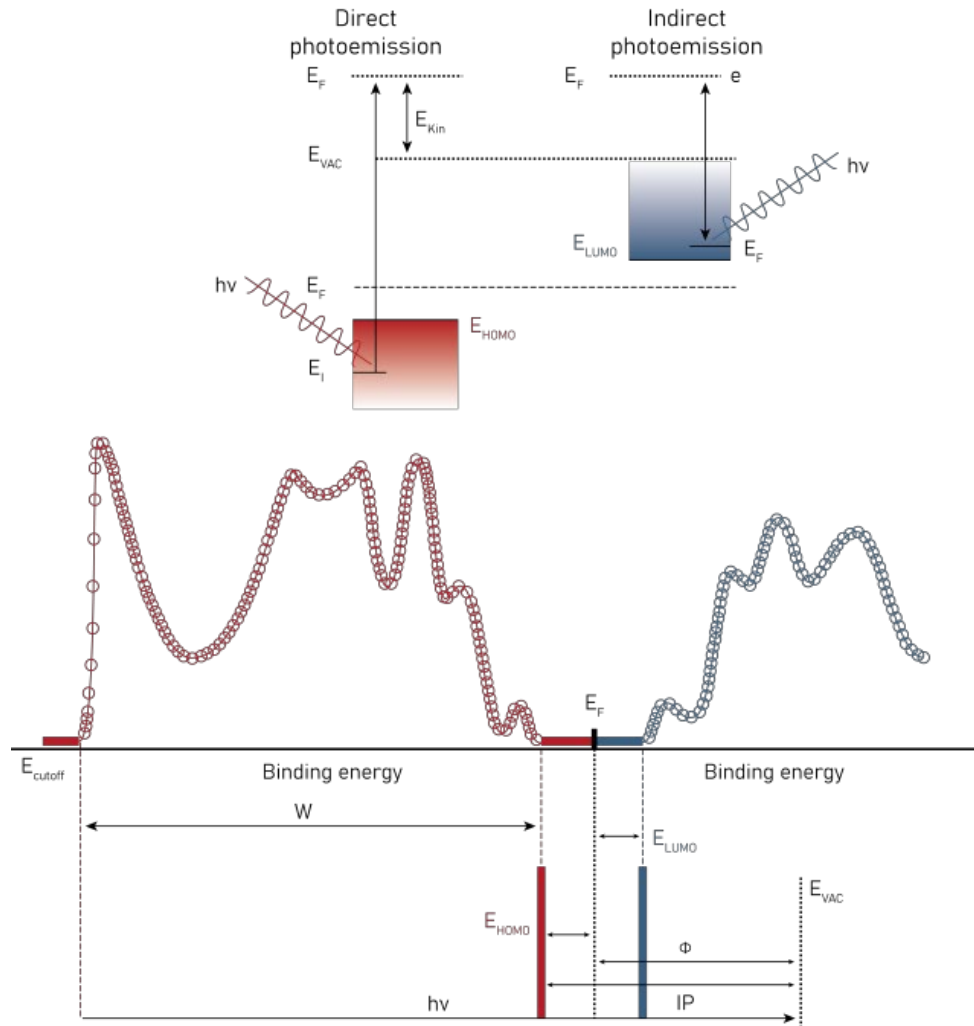 Direct
photoemission
Indirect
photoemission
E_F
E_F
e
E_Kin
E_VAC
hν
E_LUMO
E_F
hν
E_F
E_HOMO
E_I
E_F
E_cutoff
Binding energy
Binding energy
W
E_LUMO
E_VAC
E_HOMO
Φ
IP
hν